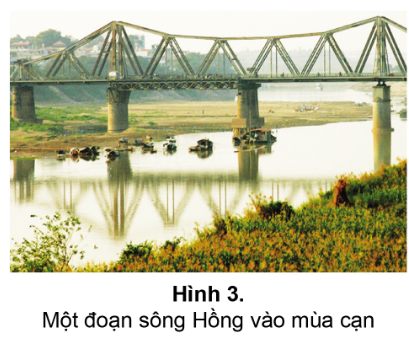 Hình 3.
Một đoạn sông Hồng vào mùa cạn